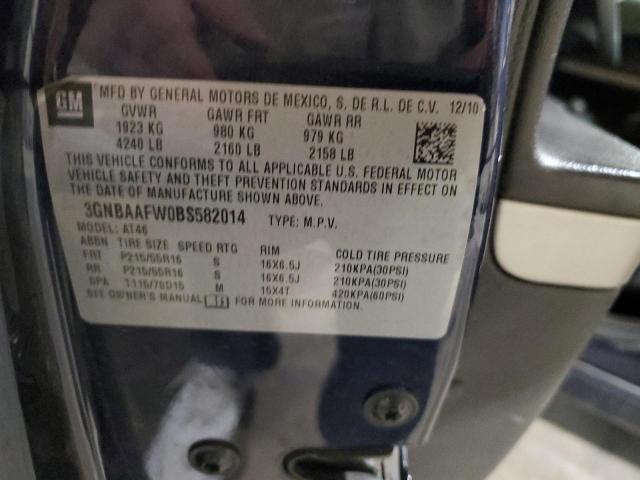 GM
MFD BY GENERAL MOTORS DE MEXICO, S. DE R.L. DE C.V. 12/10
GVWR GAWR FRT GAWR RR
1923 KG 980 KG 979 KG
4240 LB 2160 LB 2158 LB
THIS VEHICLE CONFORMS TO ALL APPLICABLE U.S. FEDERAL MOTOR
VEHICLE SAFETY AND THEFT PREVENTION STANDARDS IN EFFECT ON
THE DATE OF MANUFACTURE SHOWN ABOVE.
3GNBAAFW0BS582014 TYPE: M.P.V.
MODEL: AT46
ABBN TIRE SIZE SPEED RTG RIM COLD TIRE PRESSURE
FRT P215/55R16 S 16X6.5J 210KPA(30PSI)
RR P215/55R16 S 16X6.5J 210KPA(30PSI)
SPA T115/70D15 M 15X4T 420KPA(60PSI)
SEE OWNER'S MANUAL FOR MORE INFORMATION.